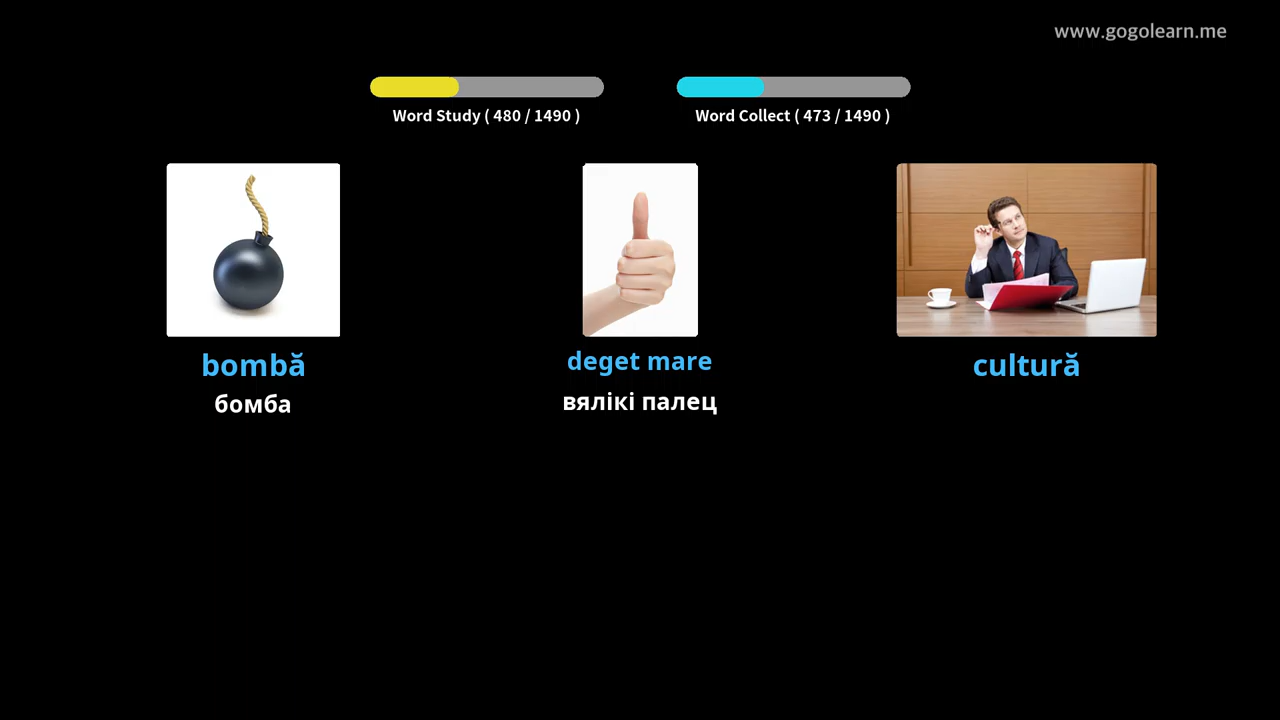 www.gogolearn.me
Word Study ( 480 / 1490 )
Word Collect ( 473 / 1490 )
bombă
бомба
deget mare
вялікі палец
cultură